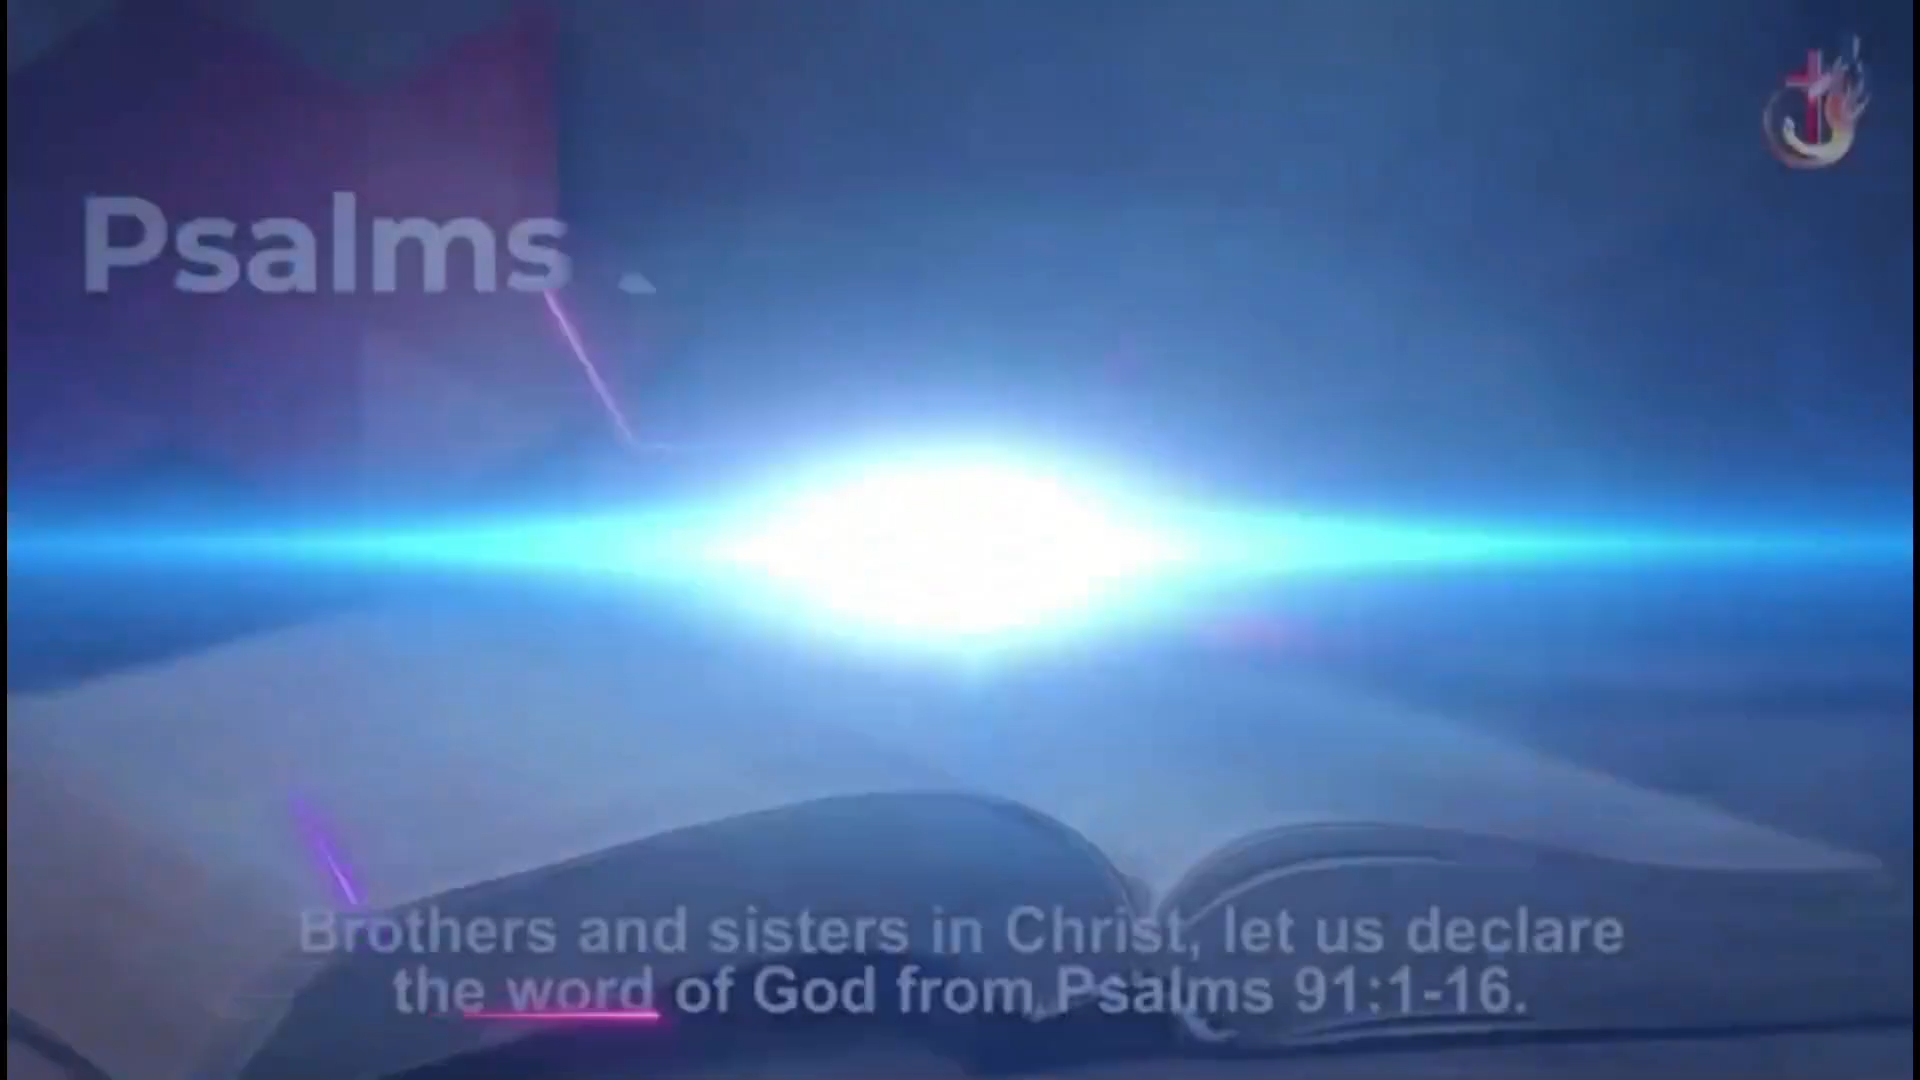 Psalms
Brothers and sisters in Christ, let us declare
the word of God from Psalms 91:1-16.